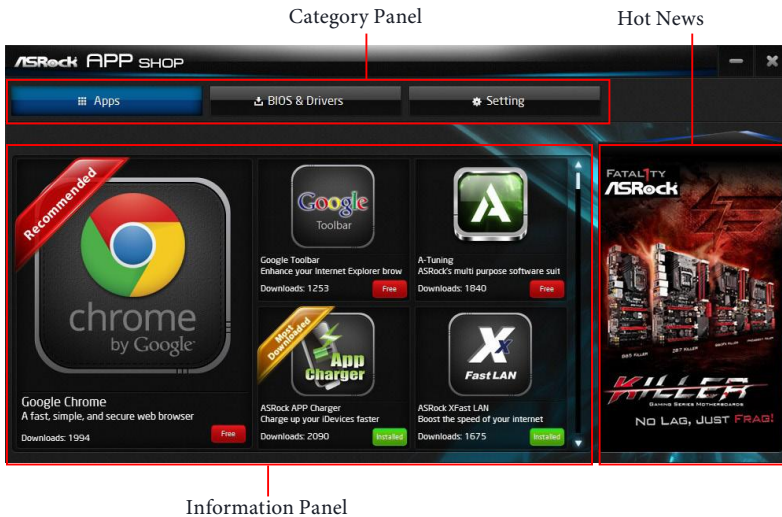 Category Panel
Hot News
ASRock APP SHOP
Apps
BIOS & Drivers
Setting
Recommended
chrome
by Google
Google Chrome
A fast, simple, and secure web browser
Downloads: 1994
Free
Google
Toolbar
Google Toolbar
Enhance your Internet Explorer brow
Downloads: 1253
Free
A-Tuning
ASRock's multi purpose software suit
Downloads: 1840
Free
Most
Downloaded
App
Charger
ASRock APP Charger
Charge up your iDevices faster
Downloads: 2090
Installed
Fast LAN
ASRock XFast LAN
Boost the speed of your internet
Downloads: 1675
Installed
FATAL1TY
ASRock
KILLER
GAMING SERIES MOTHERBOARDS
NO LAG, JUST FRAG!
Information Panel